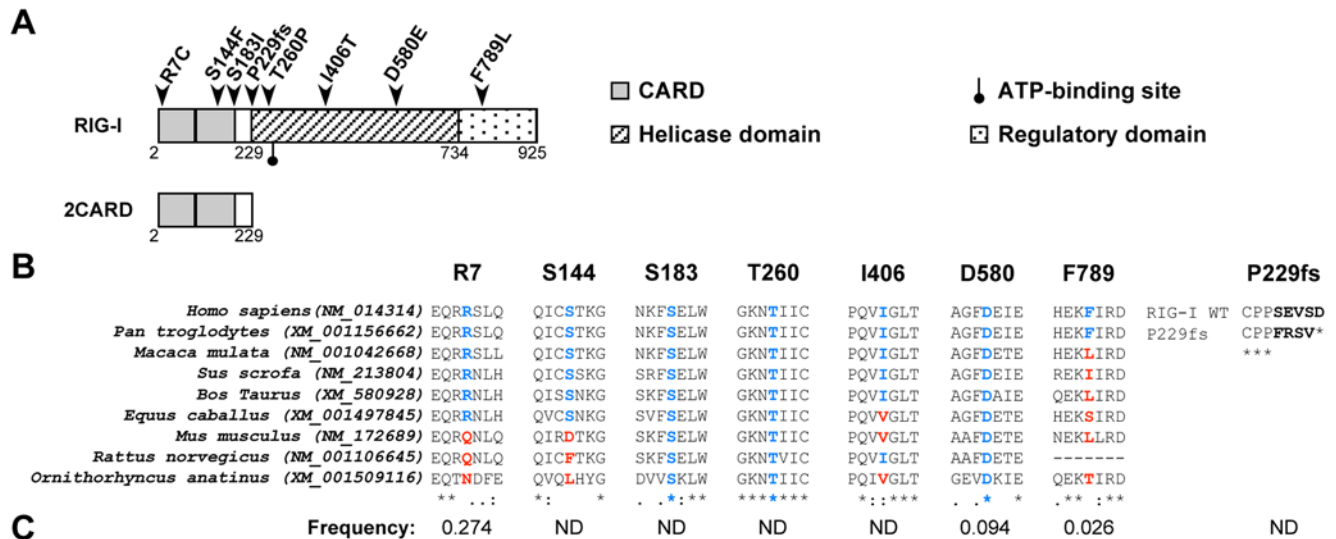 A
R7C
S144F
S183I
P229fs
T260P
I406T
D580E
F789L
RIG-I
2
229
734
925
CARD
ATP-binding site
Helicase domain
Regulatory domain
2CARD
2
229
B
R7 S144 S183 T260 I406 D580 F789 P229fs
Homo sapiens(NM_014314) EQRRSLQ QICSTKG NKFSELW GKNTIIC PQVIGLT AGFDEIE HEKFIRD RIG-I WT CPPSEVSD
Pan troglodytes (XM_001156662) EQRRSLQ QICSTKG NKFSELW GKNTIIC PQVIGLT AGFDEIE HEKFIRD P229fs CPPFRSV*
Macaca mulata (NM_001042668) EQRRSLL QICSTKG NRFSELW GKNTIIC PQVIGLT AGFDETE HEKLIRD ***
Sus scrofa (NM_213804) EQRRNLH QICSSKG SKFSELW GKNTIIC PQVIGLT AGFDETE REKIIRD
Bos Taurus (XM_580928) EQRRNLH QICSNKG SKFSELW GKNTIIC PQVIGLT AGFDAIE QEKLIRD
Equus caballus (XM_001497845) EQRRNLH QVCSNKG SVFSELW GKNTIIC PQVVGLT AGFDETE HEKSIRD
Mus musculus (NM_172689) EQRQNLQ QIRDTKG SKFSELW GKNTIIC PQVVGLT AAFDETE NEKLLRD
Rattus norvegicus (NM_001106645) EQRQNLQ QICFTKG SKFSELW GKNTVIC PQVIGLT AAFDETE -------
Ornithorhyncus anatinus (XM_001509116) EQTNDFE QVQLHYG DVVSKLW GKNTIIC PQIVGLT GEVDKIE QEKTIRD
** ..: *: * . *:** ******* **::*** ..* *
C
Frequency: 0.274 ND ND ND ND 0.094 0.026 ND